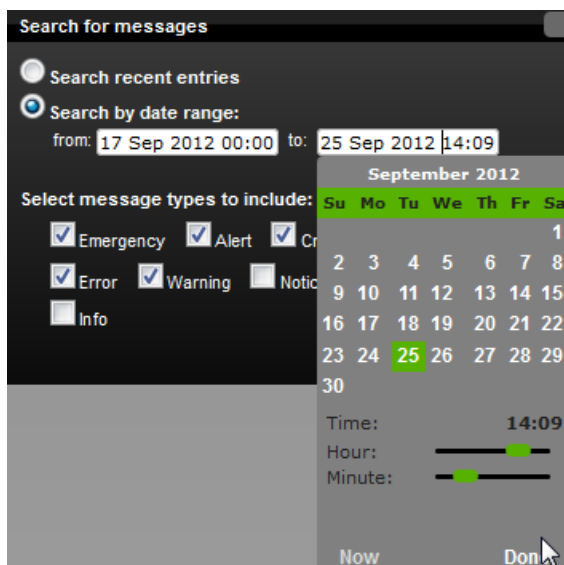 Search for messages
Search recent entries
Search by date range:
from: 17 Sep 2012 00:00 to: 25 Sep 2012 14:09
September 2012
Select message types to include:
Su Mo Tu We Th Fr Sa
Emergency Alert
1
2 3 4 5 6 7 8
Error Warning
9 10 11 12 13 14 15
Info
16 17 18 19 20 21 22
23 24 25 26 27 28 29
30
Time: 14:09
Hour:
Minute:
Now